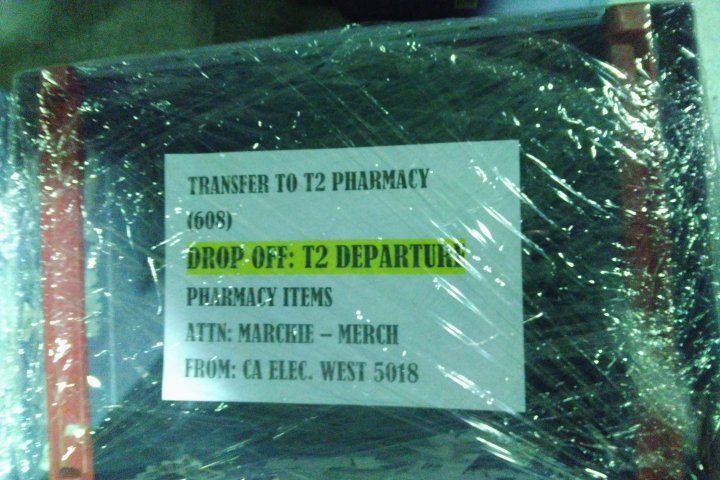 TRANSFER TO T2 PHARMACY
(608)
DROP OFF: T2 DEPARTURE
PHARMACY ITEMS
ATTN: MARCKIE – MERCH
FROM: CA ELEC. WEST 5018